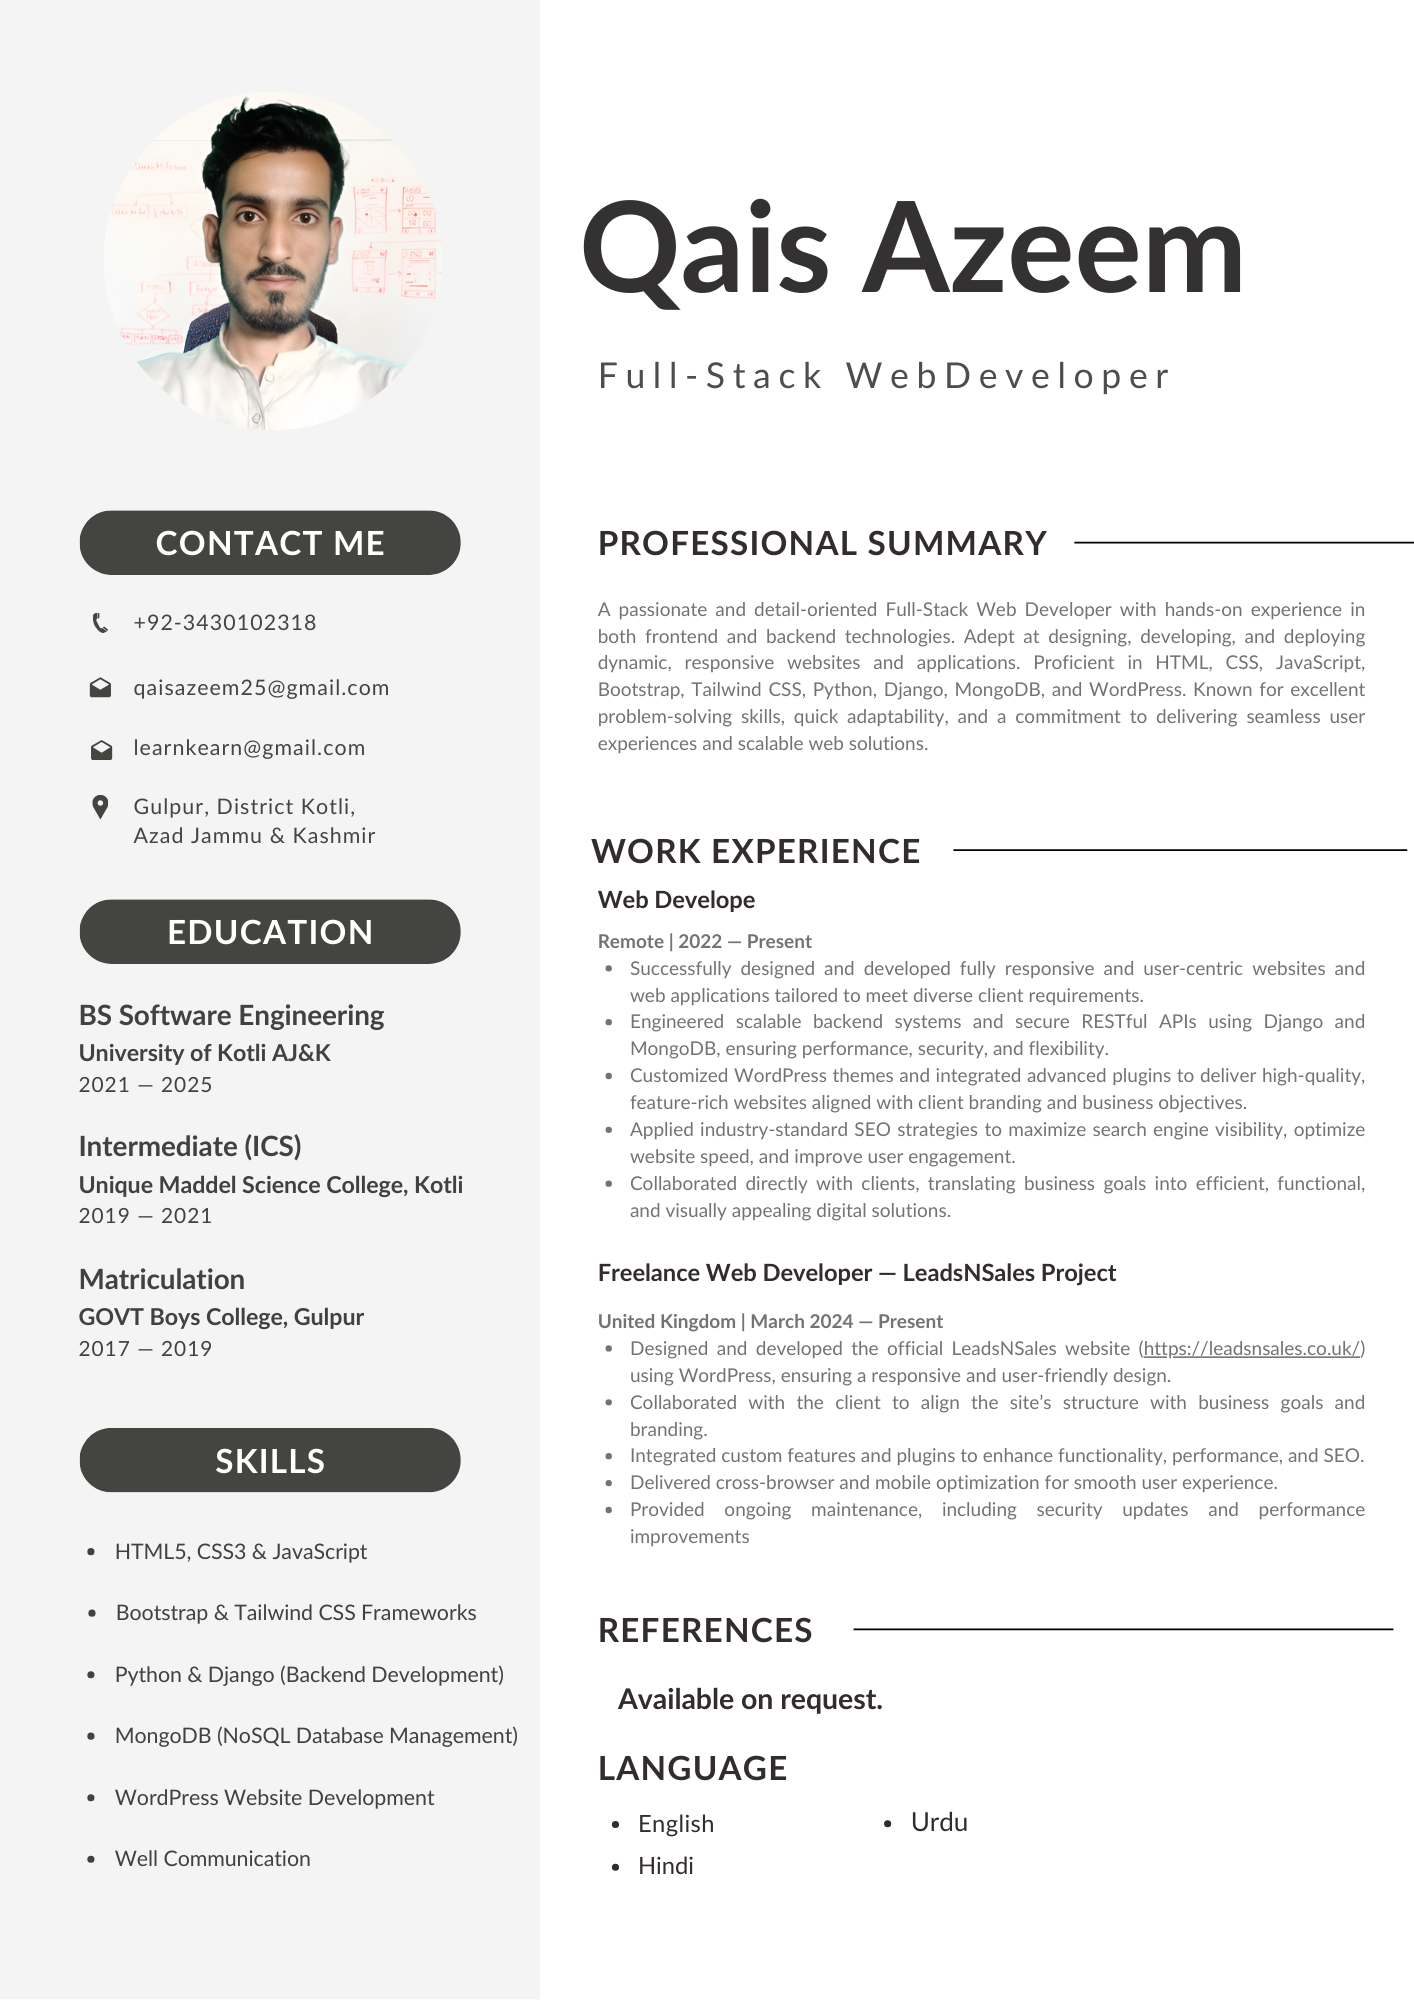 Qais Azeem
Full-Stack WebDeveloper
CONTACT ME
+92-3430102318
qaisazeem25@gmail.com
learnkearn@gmail.com
Gulpur, District Kotli,
Azad Jammu & Kashmir
EDUCATION
BS Software Engineering
University of Kotli AJ&K
2021 — 2025
Intermediate (ICS)
Unique Maddel Science College, Kotli
2019 — 2021
Matriculation
GOVT Boys College, Gulpur
2017 — 2019
SKILLS
• HTML5, CSS3 & JavaScript
• Bootstrap & Tailwind CSS Frameworks
• Python & Django (Backend Development)
• MongoDB (NoSQL Database Management)
• WordPress Website Development
• Well Communication
PROFESSIONAL SUMMARY
A passionate and detail-oriented Full-Stack Web Developer with hands-on experience in
both frontend and backend technologies. Adept at designing, developing, and deploying
dynamic, responsive websites and applications. Proficient in HTML, CSS, JavaScript,
Bootstrap, Tailwind CSS, Python, Django, MongoDB, and WordPress. Known for excellent
problem-solving skills, quick adaptability, and a commitment to delivering seamless user
experiences and scalable web solutions.
WORK EXPERIENCE
Web Develope
Remote | 2022 — Present
• Successfully designed and developed fully responsive and user-centric websites and
web applications tailored to meet diverse client requirements.
• Engineered scalable backend systems and secure RESTful APIs using Django and
MongoDB, ensuring performance, security, and flexibility.
• Customized WordPress themes and integrated advanced plugins to deliver high-quality,
feature-rich websites aligned with client branding and business objectives.
• Applied industry-standard SEO strategies to maximize search engine visibility, optimize
website speed, and improve user engagement.
• Collaborated directly with clients, translating business goals into efficient, functional,
and visually appealing digital solutions.
Freelance Web Developer — LeadsNSales Project
United Kingdom | March 2024 — Present
• Designed and developed the official LeadsNSales website (https://leadsnsales.co.uk/)
using WordPress, ensuring a responsive and user-friendly design.
• Collaborated with the client to align the site’s structure with business goals and
branding.
• Integrated custom features and plugins to enhance functionality, performance, and SEO.
• Delivered cross-browser and mobile optimization for smooth user experience.
• Provided ongoing maintenance, including security updates and performance
improvements
REFERENCES
Available on request.
LANGUAGE
• English
• Urdu
• Hindi